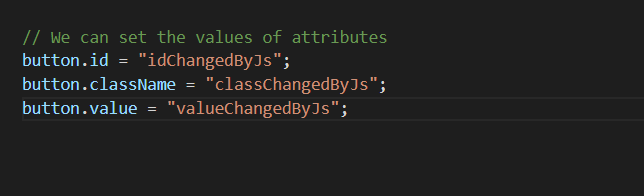 // We can set the values of attributes
button.id = "idChangedByJs";
button.className = "classChangedByJs";
button.value = "valueChangedByJs";